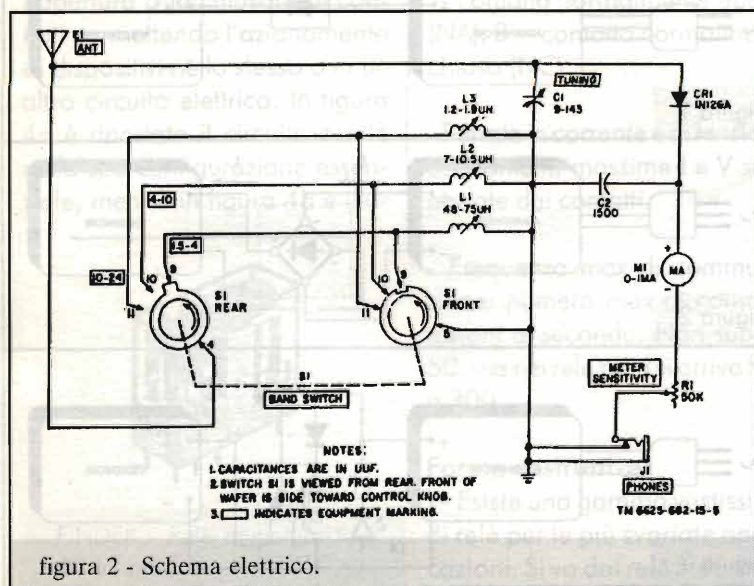 E1
ANT
TUNING
C1
9-143
CR1
IN126A
L3
1.2-1.9UH
L2
7-10.5UH
L1
48-75UH
C2
1500
4-10
1.5-4
10-24
9
10
11
S1
REAR
4
9
10
11
S1
FRONT
5
S1
BAND SWITCH
+
M1
0-1MA
MA
-
METER
SENSITIVITY
R1
50K
J1
PHONES
NOTES:
1. CAPACITANCES ARE IN UUF.
2. SWITCH S1 IS VIEWED FROM REAR. FRONT OF
WAFER IS SIDE TOWARD CONTROL KNOB.
3. INDICATES EQUIPMENT MARKING.
TM 6625-682-15-5
figura 2 - Schema elettrico.